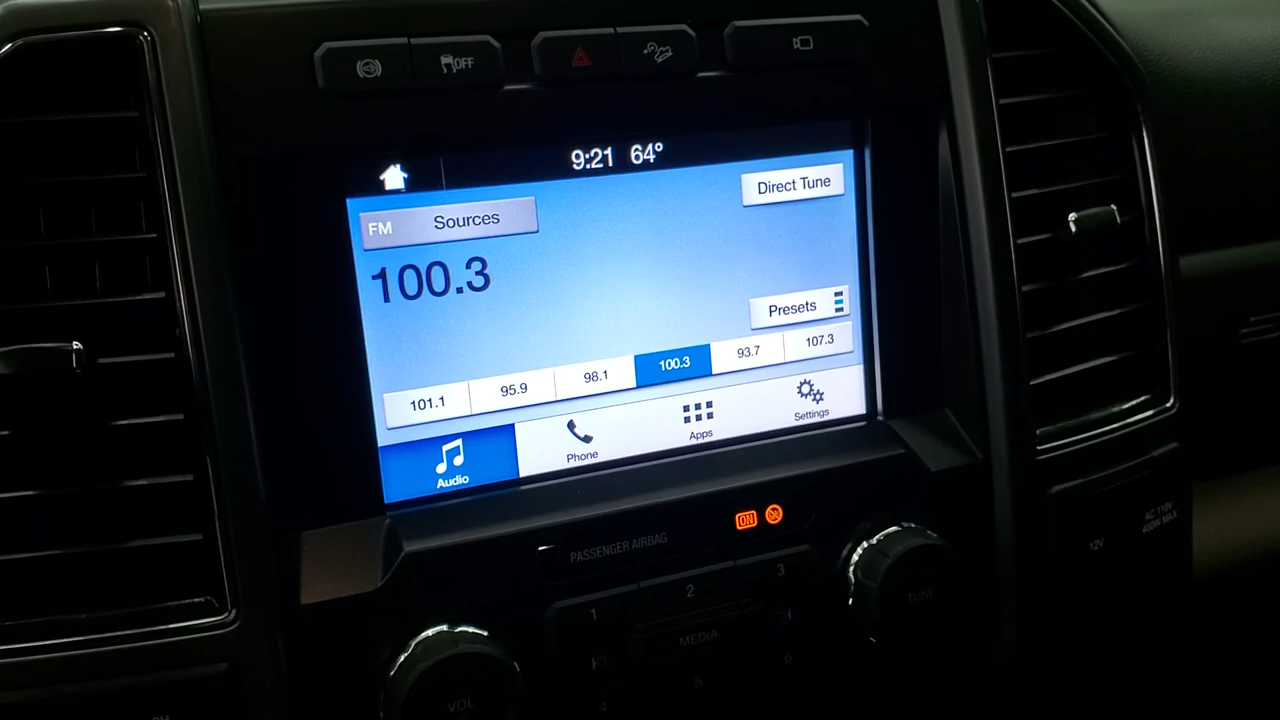 OFF
9:21 64°
FM Sources
Direct Tune
100.3
Presets
101.1 95.9 98.1 100.3 93.7 107.3
Audio Phone Apps Settings
ON
PASSENGER AIRBAG
AC 110V
400W MAX
12V
1 2 3
MEDIA
4 5 6
VOL
TUNE